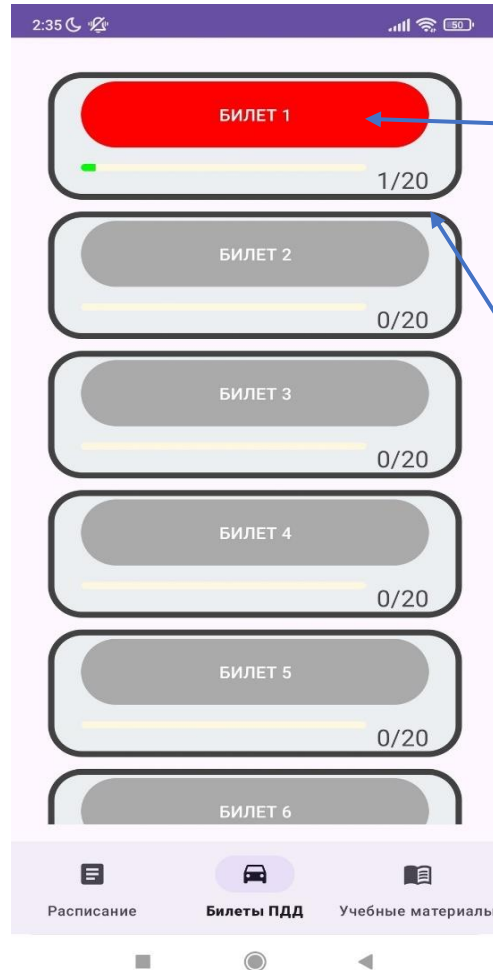 2:35
50
БИЛЕТ 1
1/20
БИЛЕТ 2
0/20
БИЛЕТ 3
0/20
БИЛЕТ 4
0/20
БИЛЕТ 5
0/20
БИЛЕТ 6
Расписание Билеты ПДД Учебные материалы